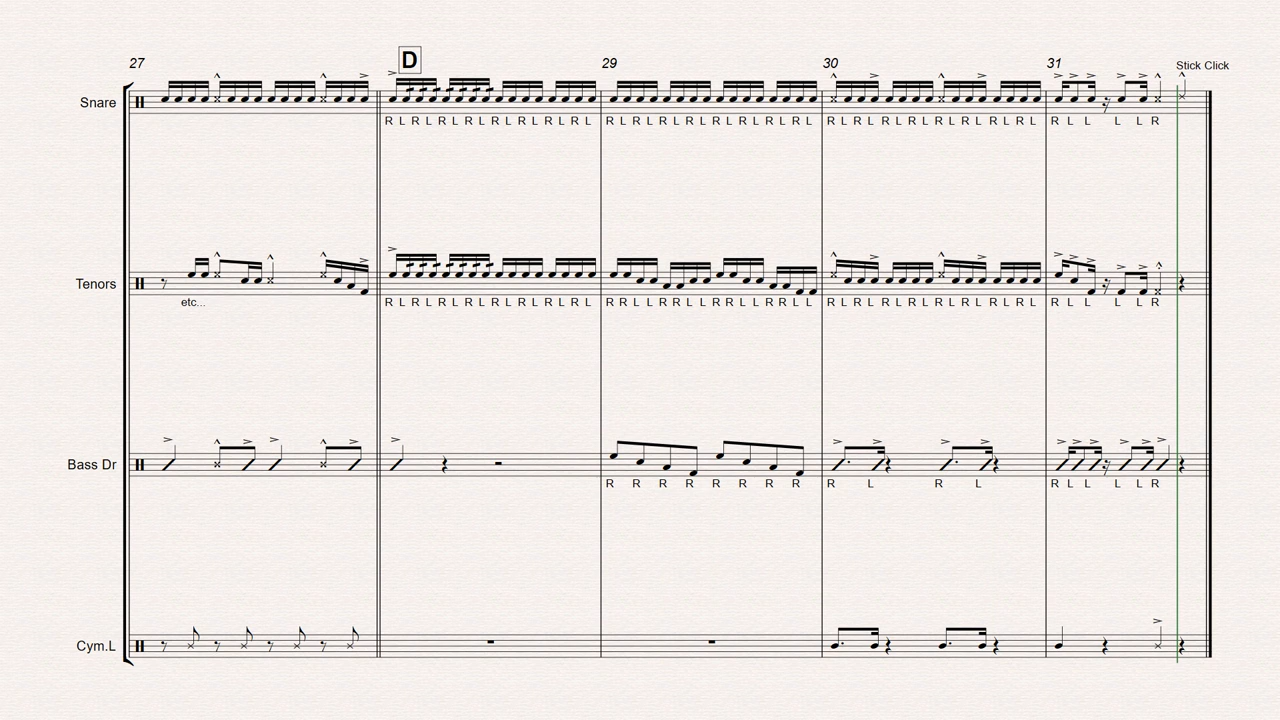 27
D
29
30
31
Stick Click
Snare
R L R L R L R L R L R L R L R L
R L R L R L R L R L R L R L R L
R L R L R L R L R L R L R L R L
R L L L L R
Tenors
etc...
R L R L R L R L R L R L R L R L
R R L L R R L L R R L L R R L L
R L R L R L R L R L R L R L R L
R L L L L R
Bass Dr
R R R R R R R R
R L R L
R L L L L R
Cym.L